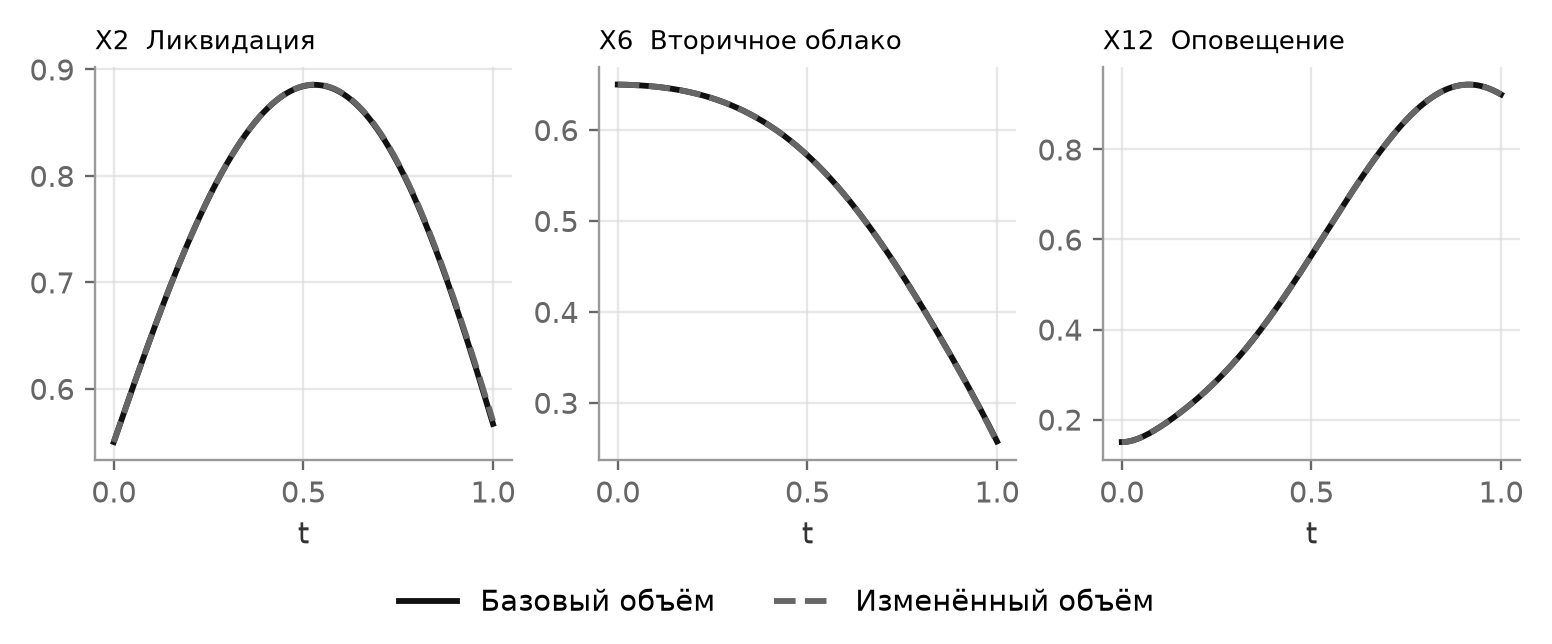 X2 Ликвидация
X6 Вторичное облако
X12 Оповещение
0.9
0.8
0.7
0.6
0.0
0.5
1.0
t
0.6
0.5
0.4
0.3
0.0
0.5
1.0
t
0.8
0.6
0.4
0.2
0.0
0.5
1.0
t
Базовый объём
Изменённый объём